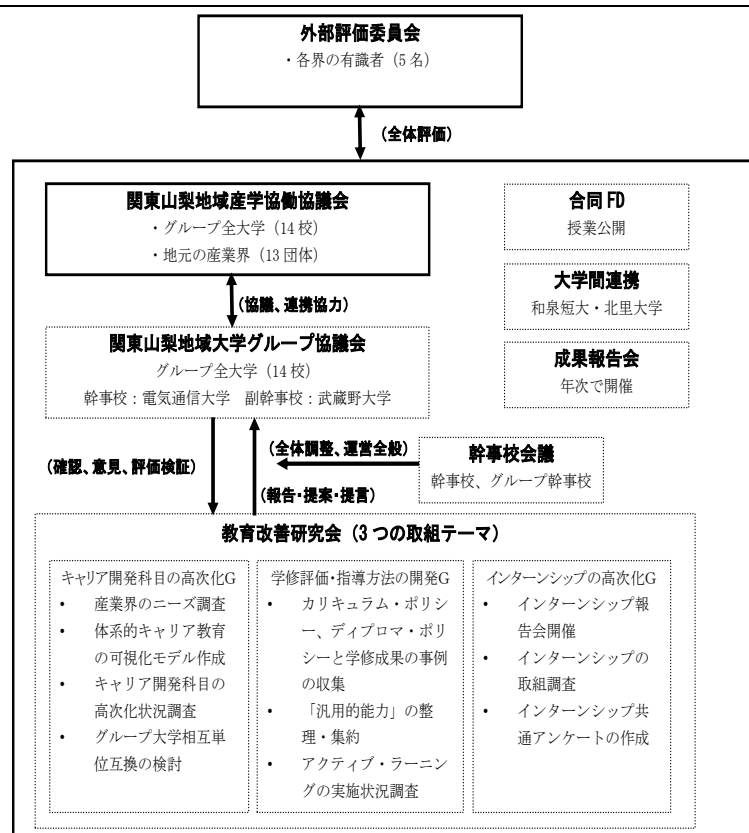 外部評価委員会
・各界の有識者（5 名）
（全体評価）
関東山梨地域産学協働協議会
・グループ全大学（14 校）
・地元の産業界（13 団体）
合同 FD
授業公開
大学間連携
和泉短大・北里大学
成果報告会
年次で開催
（協議、連携協力）
関東山梨地域大学グループ協議会
グループ全大学（14 校）
幹事校：電気通信大学　副幹事校：武蔵野大学
（確認、意見、評価検証）
（全体調整、運営全般）
（報告・提案・提言）
幹事校会議
幹事校、グループ幹事校
教育改善研究会（3 つの取組テーマ）
キャリア開発科目の高次化G
• 産業界のニーズ調査
• 体系的キャリア教育
の可視化モデル作成
• キャリア開発科目の
高次化状況調査
• グループ大学相互単
位互換の検討
学修評価・指導方法の開発G
• カリキュラム・ポリシ
ー、ディプロマ・ポリ
シーと学修成果の事例
の収集
• 「汎用的能力」の整
理・集約
• アクティブ・ラーニン
グの実施状況調査
インターンシップの高次化G
• インターンシップ報
告会開催
• インターンシップの
取組調査
• インターンシップ共
通アンケートの作成